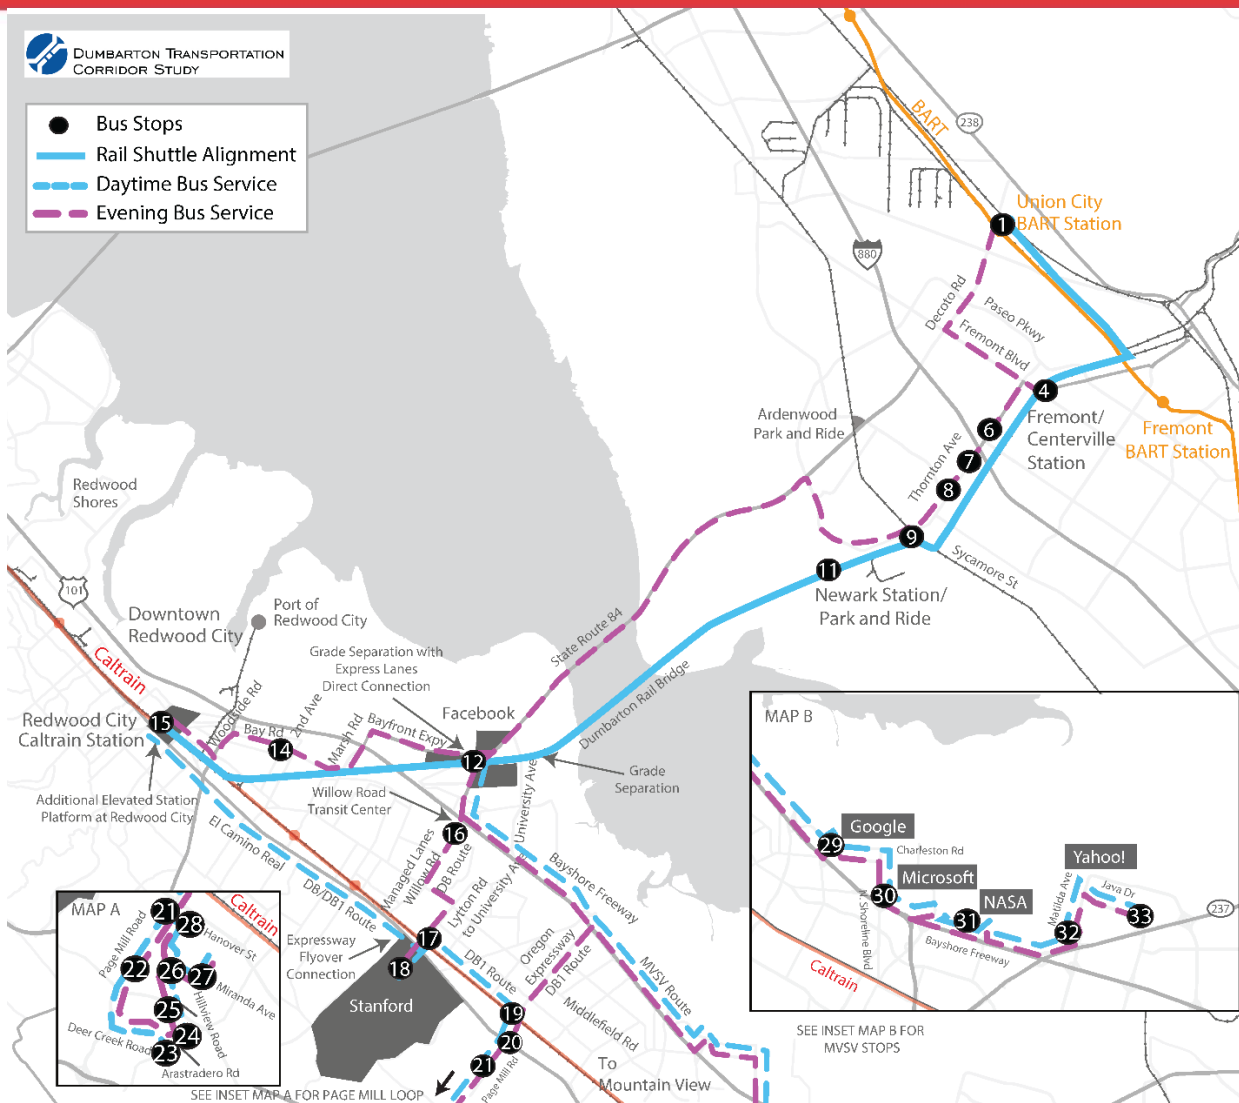 DUMBARTON TRANSPORTATION
CORRIDOR STUDY
Bus Stops
Rail Shuttle Alignment
Daytime Bus Service
Evening Bus Service
BART
238
Union City
BART Station
1
880
Decoto Rd
Paseo Pkwy
Fremont Blvd
4
Fremont/
Centerville
Station
Fremont
BART Station
Ardenwood
Park and Ride
6
7
8
Thornton Ave
9
Sycamore St
11
Newark Station/
Park and Ride
Redwood
Shores
101
Downtown
Redwood City
Port of
Redwood City
Caltrain
Grade Separation with
Express Lanes
Direct Connection
State Route 84
Dumbarton Rail Bridge
Redwood City
Caltrain Station
15
Woodside Rd
Bay Rd
2nd Ave
14
Marsh Rd
Bayfront Expy
Facebook
12
Grade
Separation
Additional Elevated Station
Platform at Redwood City
Willow Road
Transit Center
16
University Ave
El Camino Real
DB/DB1 Route
Managed Lanes
Willow Rd
DB Route
Lytton Rd
to University Ave
Bayshore Freeway
MVSV Route
Expressway
Flyover
Connection
17
18
Stanford
DB1 Route
Oregon
Expressway
DB1 Route
Middlefield Rd
19
20
21
Page Mill Rd
To
Mountain View
SEE INSET MAP A FOR PAGE MILL LOOP
MAP A
Caltrain
21
28
Hanover St
Page Mill Road
22
26
27
Miranda Ave
25
Hillview Road
24
23
Deer Creek Road
Arastradero Rd
MAP B
29
Google
Charleston Rd
Microsoft
30
N Shoreline Blvd
NASA
31
Bayshore Freeway
Yahoo!
Matilda Ave
Java Dr
32
33
237
Caltrain
SEE INSET MAP B FOR
MVSV STOPS